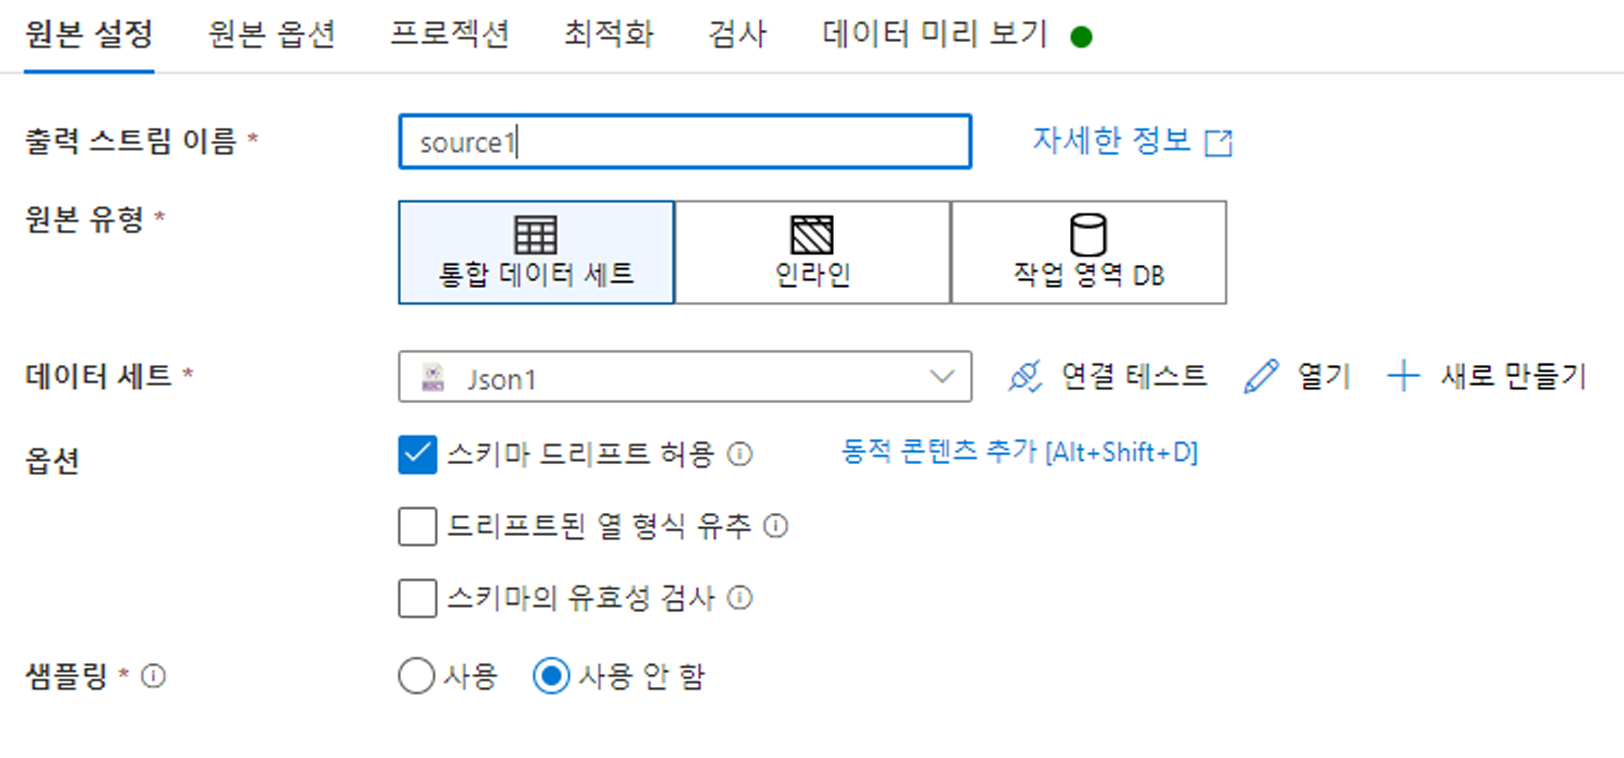 원본 설정 원본 옵션 프로젝션 최적화 검사 데이터 미리 보기
출력 스트림 이름 * source1 자세한 정보
원본 유형 * 통합 데이터 세트 인라인 작업 영역 DB
데이터 세트 * Json1 연결 테스트 열기 새로 만들기
옵션 스키마 드리프트 허용 동적 콘텐츠 추가 [Alt+Shift+D]
드리프트된 열 형식 유추
스키마의 유효성 검사
샘플링 * 사용 사용 안 함